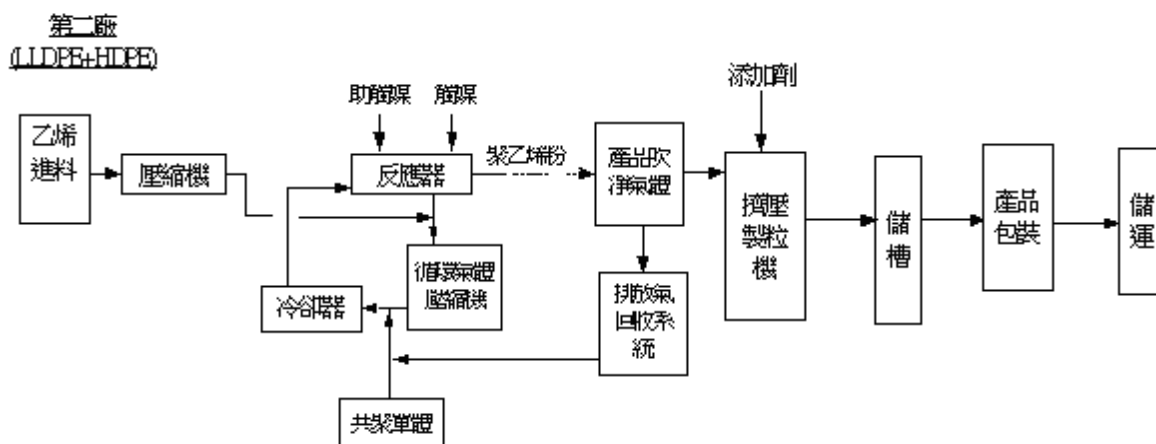 第二廠
(LLDPE+HDPE)
添加劑
助觸媒
觸媒
乙烯
進料
壓縮機
反應器
聚乙烯粉
產品吹
淨氣體
擠壓
製粒
機
儲
槽
產品
包裝
儲
運
循環氣體
壓縮機
冷卻器
排放氣
回收系
統
共聚單體